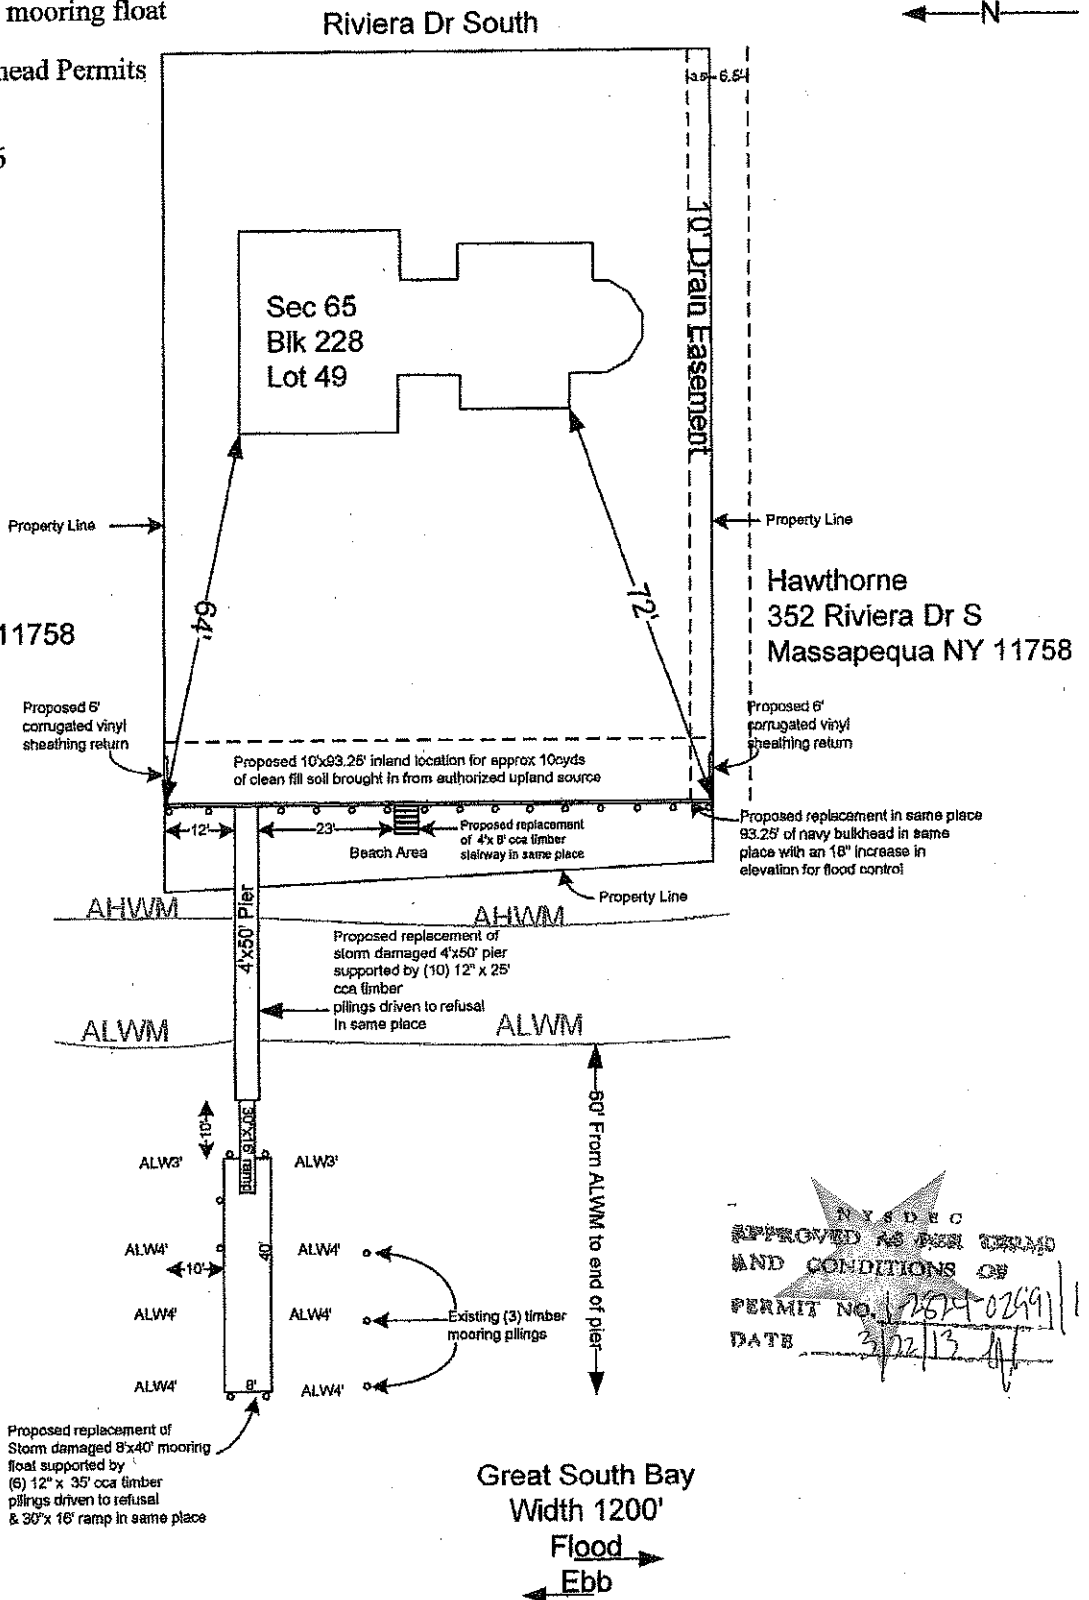 mooring float
Riviera Dr South
N
head Permits
3.5
6.5'
6
10' Drain Easement
Sec 65
Blk 228
Lot 49
Property Line
Property Line
64'
72'
Hawthorne
352 Riviera Dr S
Massapequa NY 11758
11758
Proposed 6'
corrugated vinyl
sheathing return
Proposed 6'
corrugated vinyl
sheathing return
Proposed 10'x93.25' inland location for approx 10cyds
of clean fill soil brought in from authorized upland source
12'
23'
Proposed replacement
of 4'x 8' cca timber
stairway in same place
Beach Area
Proposed replacement in same place
93.25' of navy bulkhead in same
place with an 18" increase in
elevation for flood control
Property Line
AHWM
AHWM
4'x50' Pier
Proposed replacement of
storm damaged 4'x50' pier
supported by (10) 12" x 25'
cca timber
pilings driven to refusal
in same place
ALWM
ALWM
60' From ALWM to end of pier
10'
30"x16' ramp
ALW3'
ALW3'
ALW4'
ALW4'
40'
10'
ALW4'
ALW4'
Existing (3) timber
mooring pilings
ALW4'
8'
ALW4'
Proposed replacement of
Storm damaged 8'x40' mooring
float supported by
(6) 12" x 35' cca timber
pilings driven to refusal
& 30"x 16' ramp in same place
NYSDEC
APPROVED AS PER TERMS
AND CONDITIONS OF
PERMIT NO. 1-2824-02991/1
DATE 3/22/13
Great South Bay
Width 1200'
Flood
Ebb